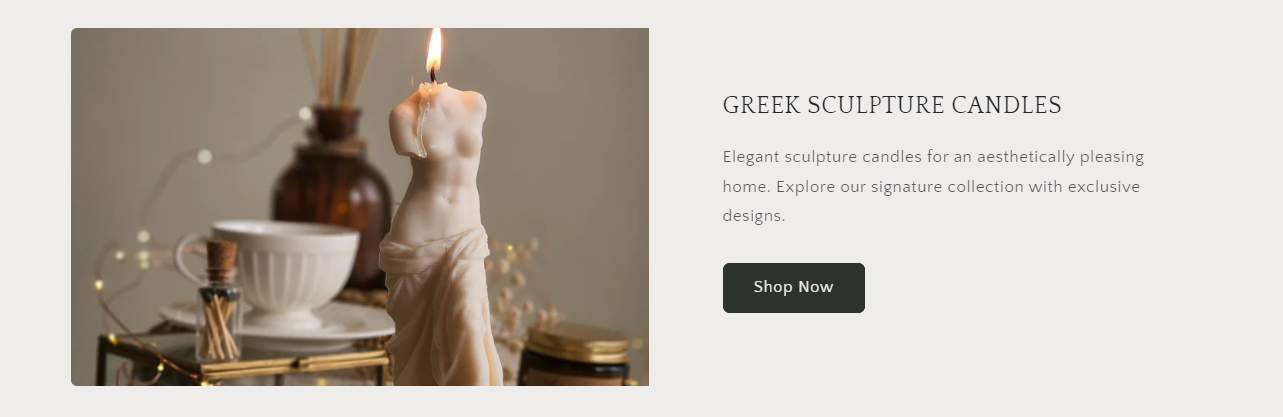 GREEK SCULPTURE CANDLES
Elegant sculpture candles for an aesthetically pleasing
home. Explore our signature collection with exclusive
designs.
Shop Now